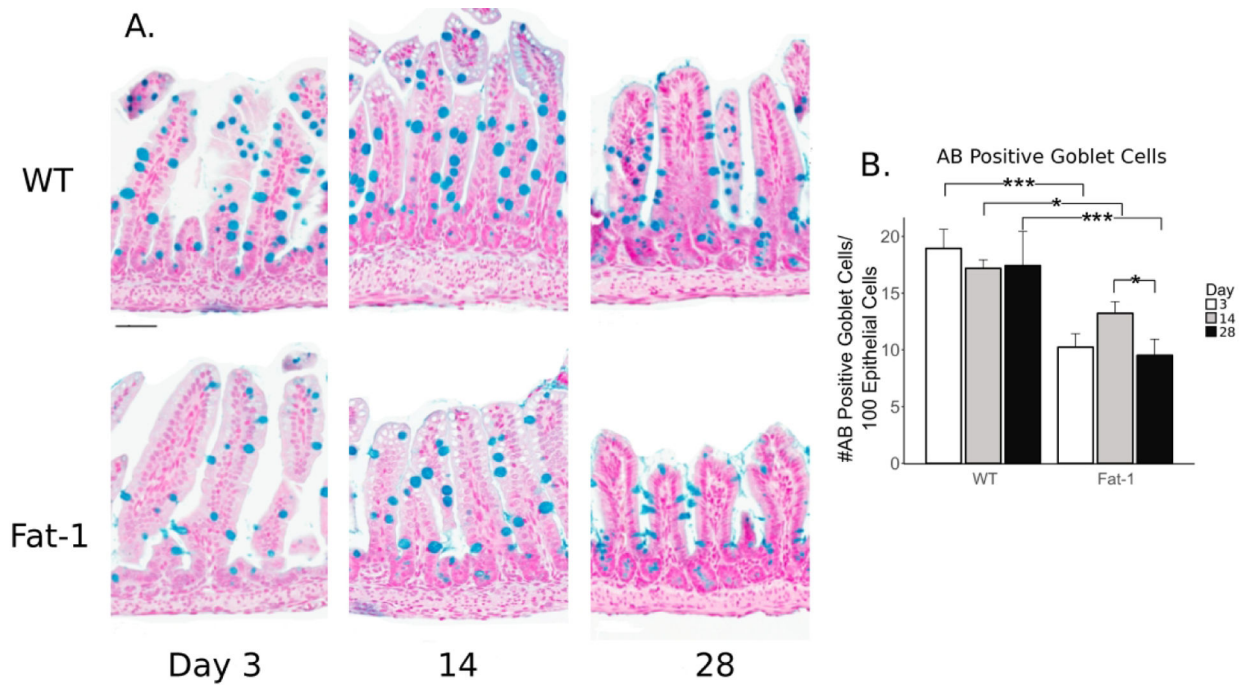 A.
WT
Fat-1
Day 3
14
28
B.
AB Positive Goblet Cells
***
*
***
*
#AB Positive Goblet Cells/
100 Epithelial Cells
20
15
10
5
0
WT
Fat-1
Day
3
14
28